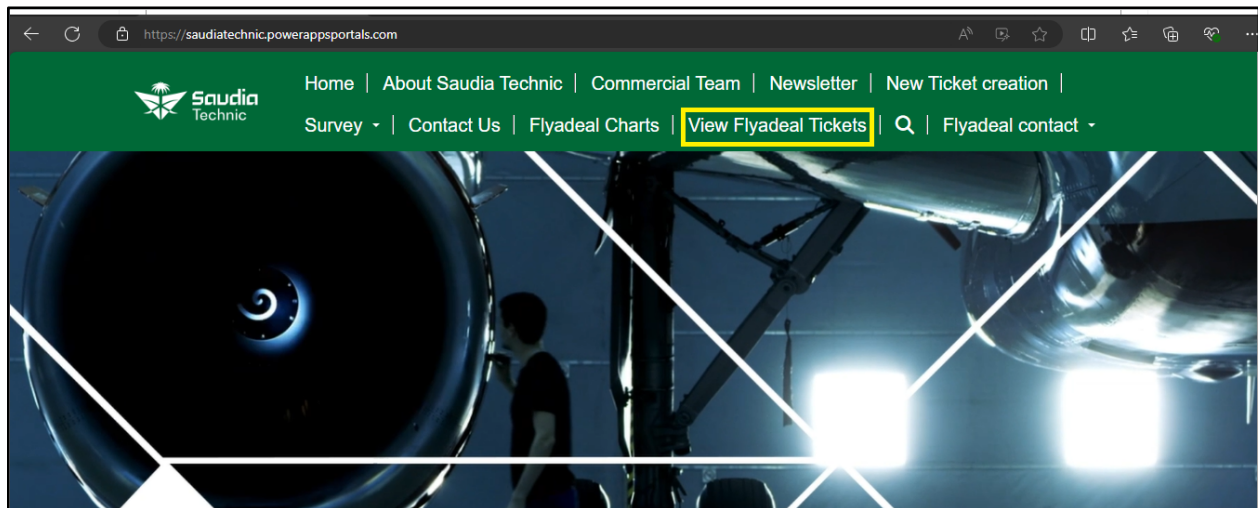 https://saudiatechnic.powerappsportals.com
Saudia
Technic
Home | About Saudia Technic | Commercial Team | Newsletter | New Ticket creation |
Survey | Contact Us | Flyadeal Charts | View Flyadeal Tickets | Flyadeal contact